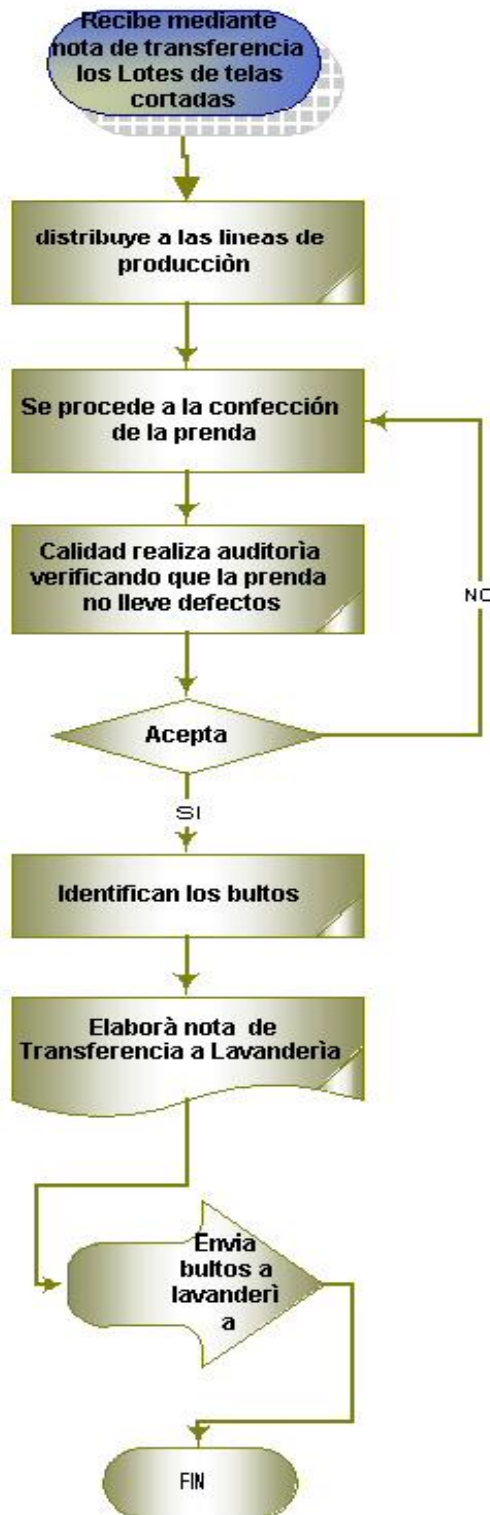 Recibe mediante
nota de transferencia
los Lotes de telas
cortadas
distribuye a las lineas de
producciòn
Se procede a la confección
de la prenda
Calidad realiza auditorìa
verificando que la prenda
no lleve defectos
NO
Acepta
SI
Identifican los bultos
Elaborà nota de
Transferencia a Lavanderìa
Envia
bultos a
lavanderì
a
FIN